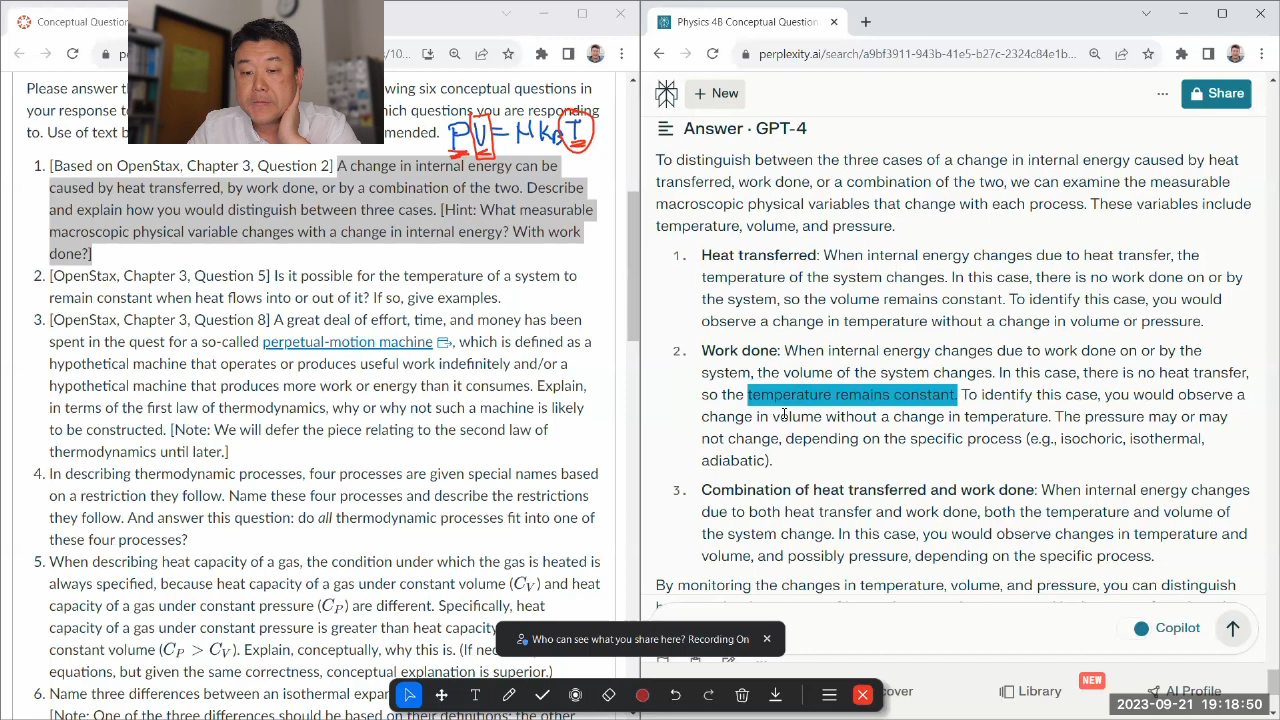 Conceptual Questions
/10...
Please answer th
wing six conceptual questions in
your response to
hich questions you are responding
to. Use of text b
mmended.
PV = NkBT
1. [Based on OpenStax, Chapter 3, Question 2] A change in internal energy can be
caused by heat transferred, by work done, or by a combination of the two. Describe
and explain how you would distinguish between three cases. [Hint: What measurable
macroscopic physical variable changes with a change in internal energy? With work
done?]
2. [OpenStax, Chapter 3, Question 5] Is it possible for the temperature of a system to
remain constant when heat flows into or out of it? If so, give examples.
3. [OpenStax, Chapter 3, Question 8] A great deal of effort, time, and money has been
spent in the quest for a so-called perpetual-motion machine, which is defined as a
hypothetical machine that operates or produces useful work indefinitely and/or a
hypothetical machine that produces more work or energy than it consumes. Explain,
in terms of the first law of thermodynamics, why or why not such a machine is likely
to be constructed. [Note: We will defer the piece relating to the second law of
thermodynamics until later.]
4. In describing thermodynamic processes, four processes are given special names based
on a restriction they follow. Name these four processes and describe the restrictions
they follow. And answer this question: do all thermodynamic processes fit into one of
these four processes?
5. When describing heat capacity of a gas, the condition under which the gas is heated is
always specified, because heat capacity of a gas under constant volume (CV) and heat
capacity of a gas under constant pressure (CP) are different. Specifically, heat
capacity of a gas under constant pressure is greater than heat capacity
constant volume (CP > CV). Explain, conceptually, why this is. (If nec
equations, but given the same correctness, conceptual explanation is superior.)
6. Name three differences between an isothermal expan
[Note: One of the three differences should be based on their definitions; the other
Physics 4B Conceptual Question
perplexity.ai/search/a9bf3911-943b-41e5-b27c-2322fc84afb...
New
Share
Answer · GPT-4
To distinguish between the three cases of a change in internal energy caused by heat
transferred, work done, or a combination of the two, we can examine the measurable
macroscopic physical variables that change with each process. These variables include
temperature, volume, and pressure.
1. Heat transferred: When internal energy changes due to heat transfer, the
temperature of the system changes. In this case, there is no work done on or by
the system, so the volume remains constant. To identify this case, you would
observe a change in temperature without a change in volume or pressure.
2. Work done: When internal energy changes due to work done on or by the
system, the volume of the system changes. In this case, there is no heat transfer,
so the temperature remains constant. To identify this case, you would observe a
change in volume without a change in temperature. The pressure may or may
not change, depending on the specific process (e.g., isochoric, isothermal,
adiabatic).
3. Combination of heat transferred and work done: When internal energy changes
due to both heat transfer and work done, both the temperature and volume of
the system change. In this case, you would observe changes in temperature and
volume, and possibly pressure, depending on the specific process.
By monitoring the changes in temperature, volume, and pressure, you can distinguish
Copilot
Who can see what you share here? Recording On
cover
Library
NEW
AI Profile
2023-09-21 19:18:50